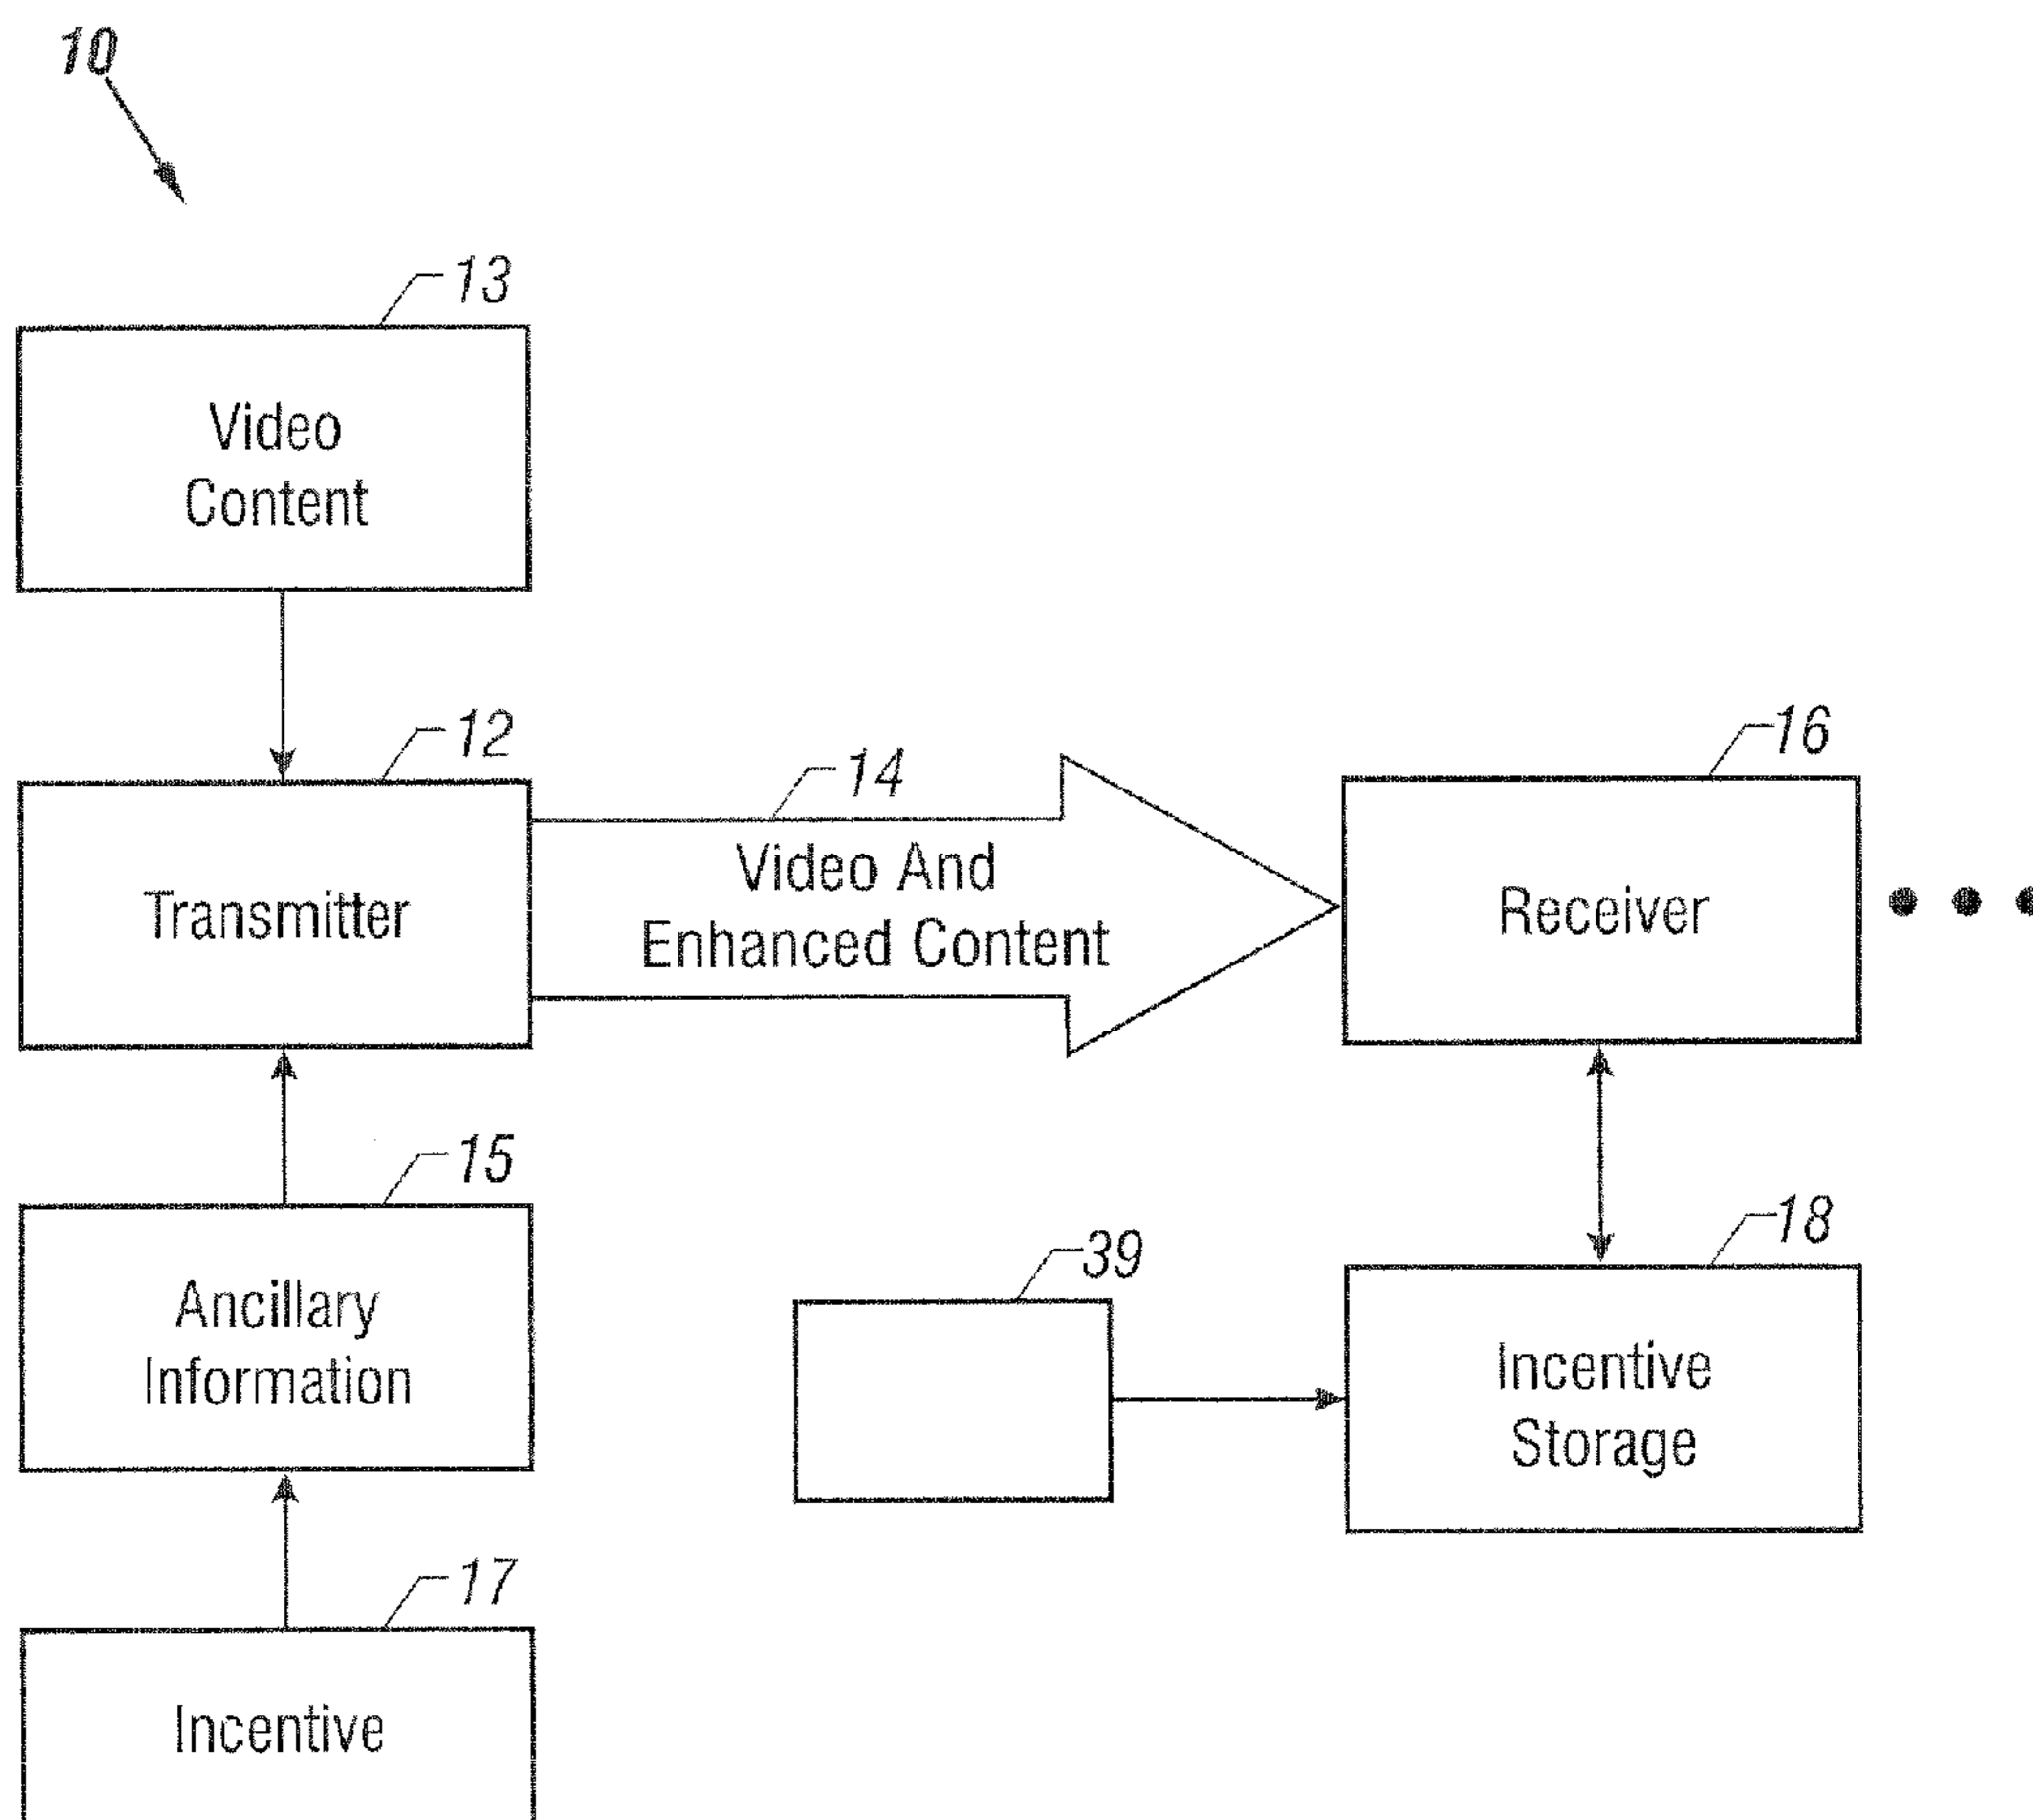 10
13
Video
Content
12
Transmitter
14
Video And
Enhanced Content
16
Receiver
15
Ancillary
Information
39
18
Incentive
Storage
17
Incentive